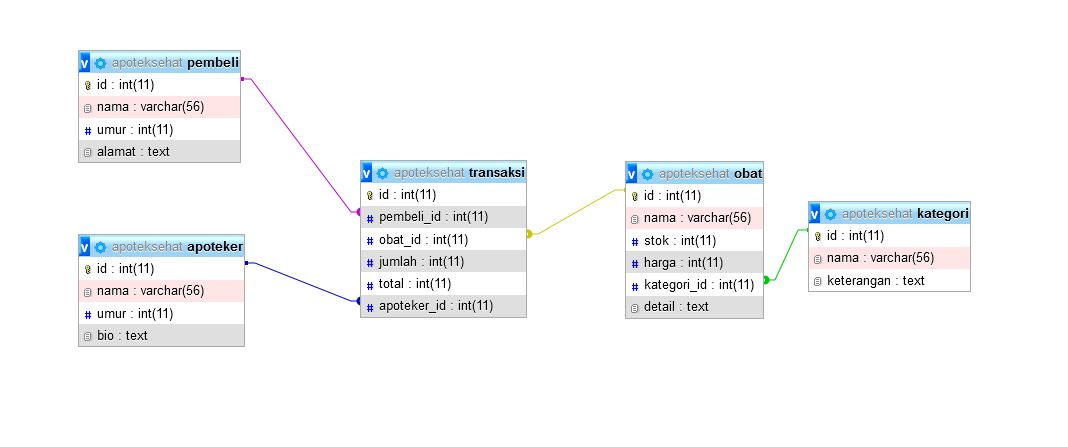 v apoteksehat pembeli
id : int(11)
nama : varchar(56)
# umur : int(11)
alamat : text
v apoteksehat apoteker
id : int(11)
nama : varchar(56)
# umur : int(11)
bio : text
v apoteksehat transaksi
id : int(11)
# pembeli_id : int(11)
# obat_id : int(11)
# jumlah : int(11)
# total : int(11)
# apoteker_id : int(11)
v apoteksehat obat
id : int(11)
nama : varchar(56)
# stok : int(11)
# harga : int(11)
# kategori_id : int(11)
detail : text
v apoteksehat kategori
id : int(11)
nama : varchar(56)
keterangan : text